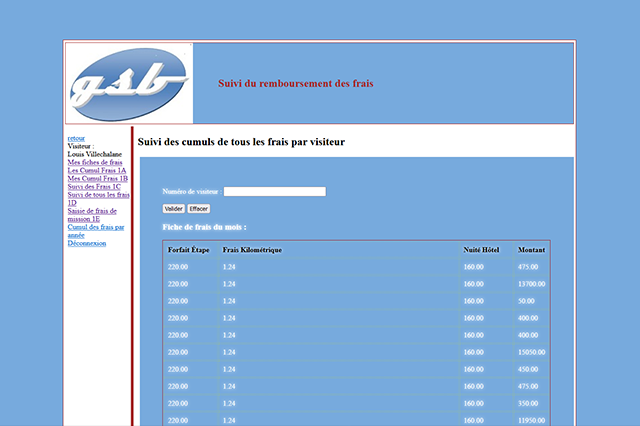 gsb
Suivi du remboursement des frais
retour
Visiteur :
Louis Villechalane
Mes fiches de frais
Les Cumul Frais 1A
Mes Cumul Frais 1B
Suivi des Frais 1C
Suivi de tous les frais
1D
Saisie de frais de
mission 1E
Cumul des frais par
année
Déconnexion
Suivi des cumuls de tous les frais par visiteur
Numéro de visiteur :
Valider Effacer
Fiche de frais du mois :
Forfait Étape Frais Kilométrique Nuité Hôtel Montant
220.00 1.24 160.00 475.00
220.00 1.24 160.00 13700.00
220.00 1.24 160.00 50.00
220.00 1.24 160.00 400.00
220.00 1.24 160.00 400.00
220.00 1.24 160.00 15050.00
220.00 1.24 160.00 450.00
220.00 1.24 160.00 475.00
220.00 1.24 160.00 350.00
220.00 1.24 160.00 11950.00